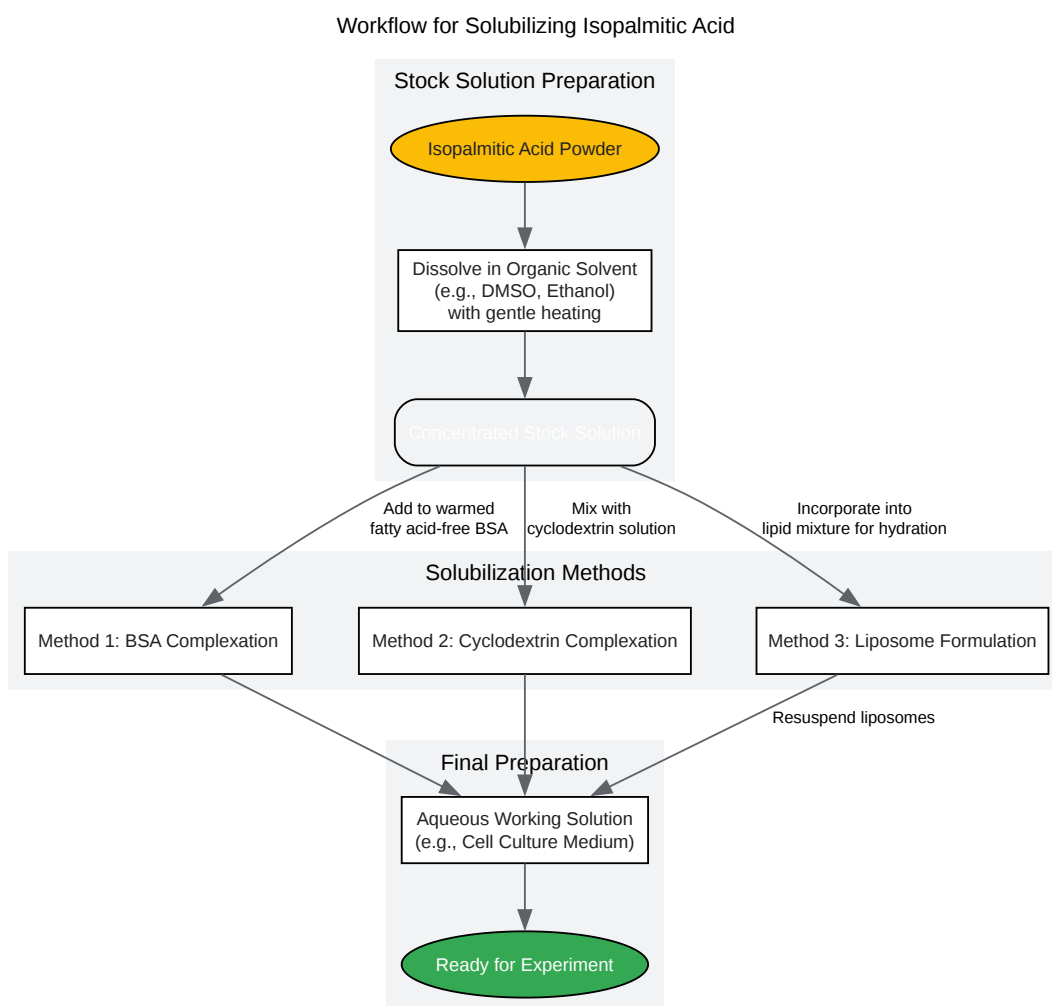 Workflow for Solubilizing Isopalmitic Acid
Stock Solution Preparation
Isopalmitic Acid Powder
Dissolve in Organic Solvent
(e.g., DMSO, Ethanol)
with gentle heating
Concentrated Stock Solution
Add to warmed
fatty acid-free BSA
Mix with
cyclodextrin solution
Incorporate into
lipid mixture for hydration
Solubilization Methods
Method 1: BSA Complexation
Method 2: Cyclodextrin Complexation
Method 3: Liposome Formulation
Resuspend liposomes
Final Preparation
Aqueous Working Solution
(e.g., Cell Culture Medium)
Ready for Experiment